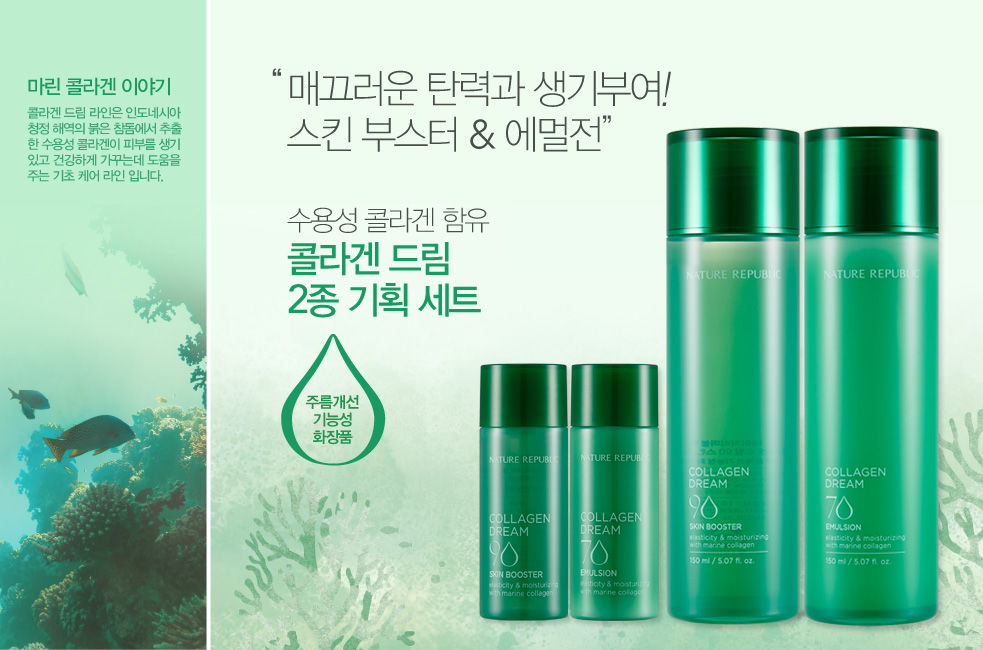 마린 콜라겐 이야기
콜라겐 드림 라인은 인도네시아
청정 해역의 붉은 참돔에서 추출
한 수용성 콜라겐이 피부를 생기
있고 건강하게 가꾸는데 도움을
주는 기초 케어 라인 입니다.
“ 매끄러운 탄력과 생기부여!
스킨 부스터 & 에멀전”
수용성 콜라겐 함유
콜라겐 드림
2종 기획 세트
주름개선
기능성
화장품
NATURE REPUBLIC
COLLAGEN
DREAM
90
SKIN BOOSTER
elasticity & moisturizing
with marine collagen
NATURE REPUBLIC
COLLAGEN
DREAM
70
EMULSION
elasticity & moisturizing
with marine collagen
NATURE REPUBLIC
COLLAGEN
DREAM
90
SKIN BOOSTER
elasticity & moisturizing
with marine collagen
150 ml / 5.07 fl. oz.
NATURE REPUBLIC
COLLAGEN
DREAM
70
EMULSION
elasticity & moisturizing
with marine collagen
150 ml / 5.07 fl. oz.